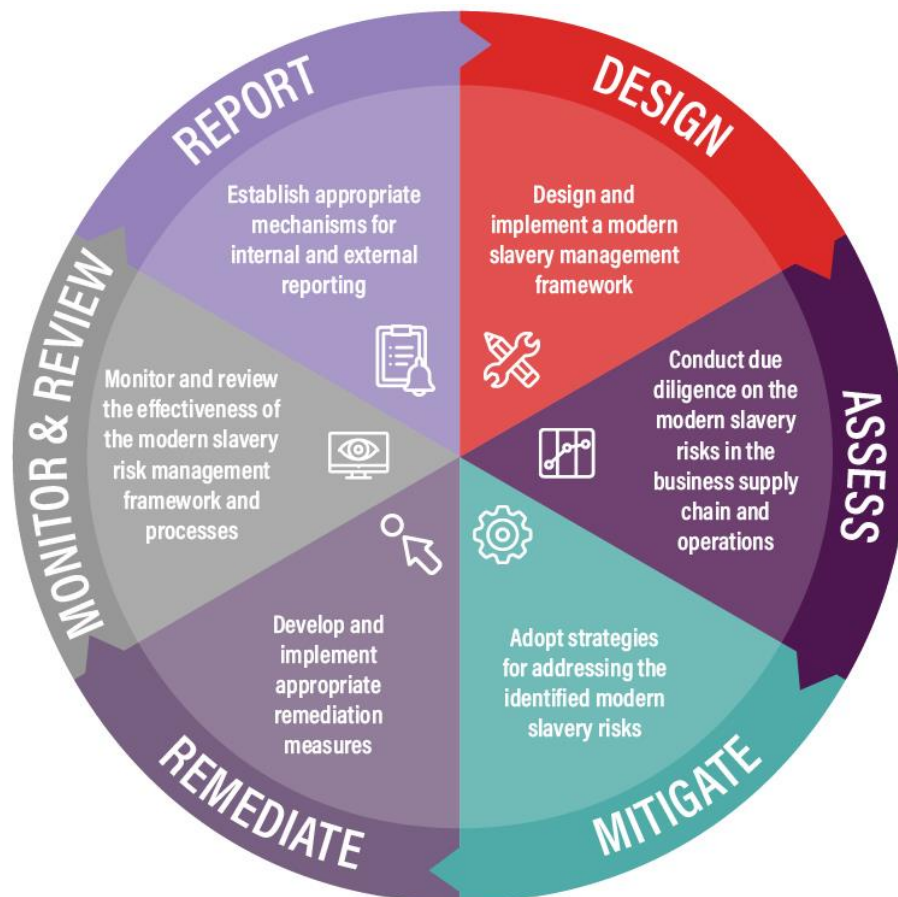 DESIGN
Design and
implement a modern
slavery management
framework
ASSESS
Conduct due
diligence on the
modern slavery
risks in the
business supply
chain and
operations
MITIGATE
Adopt strategies
for addressing the
identified modern
slavery risks
REMEDIATE
Develop and
implement
appropriate
remediation
measures
MONITOR & REVIEW
Monitor and review
the effectiveness of
the modern slavery
risk management
framework and
processes
REPORT
Establish appropriate
mechanisms for
internal and external
reporting